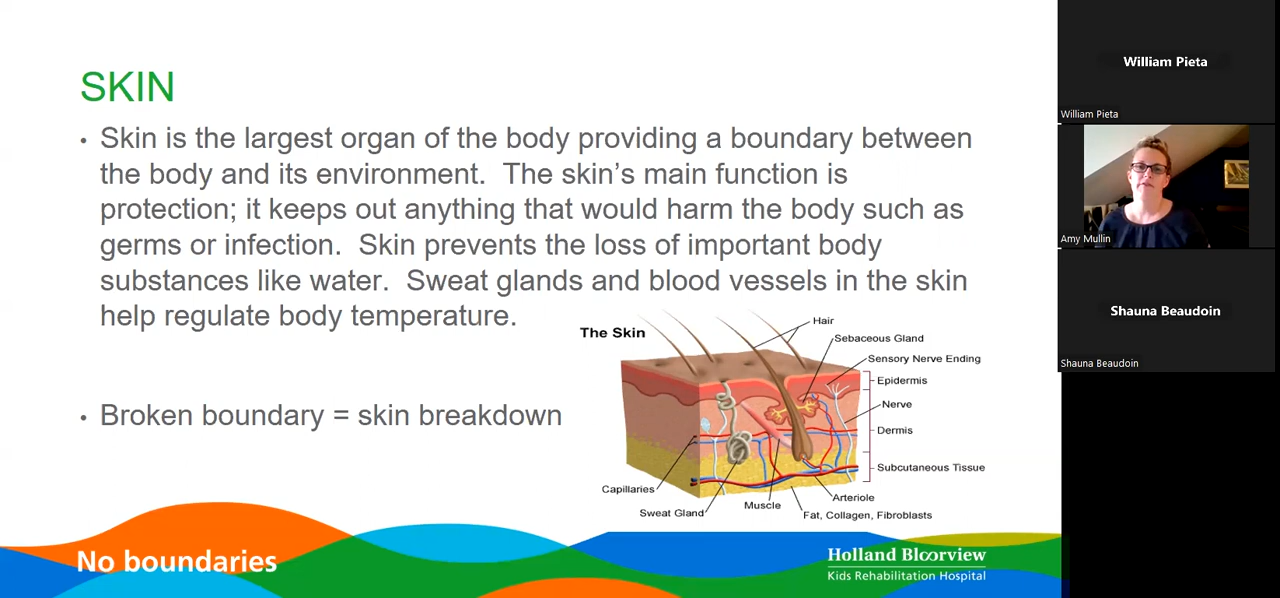 SKIN
• Skin is the largest organ of the body providing a boundary between
the body and its environment.  The skin’s main function is
protection; it keeps out anything that would harm the body such as
germs or infection.  Skin prevents the loss of important body
substances like water.  Sweat glands and blood vessels in the skin
help regulate body temperature.
• Broken boundary = skin breakdown
The Skin
Hair
Sebaceous Gland
Sensory Nerve Ending
Epidermis
Nerve
Dermis
Subcutaneous Tissue
Capillaries
Sweat Gland
Muscle
Arteriole
Fat, Collagen, Fibroblasts
No boundaries
Holland Bloorview
Kids Rehabilitation Hospital
William Pieta
William Pieta
Amy Mullin
Shauna Beaudoin
Shauna Beaudoin